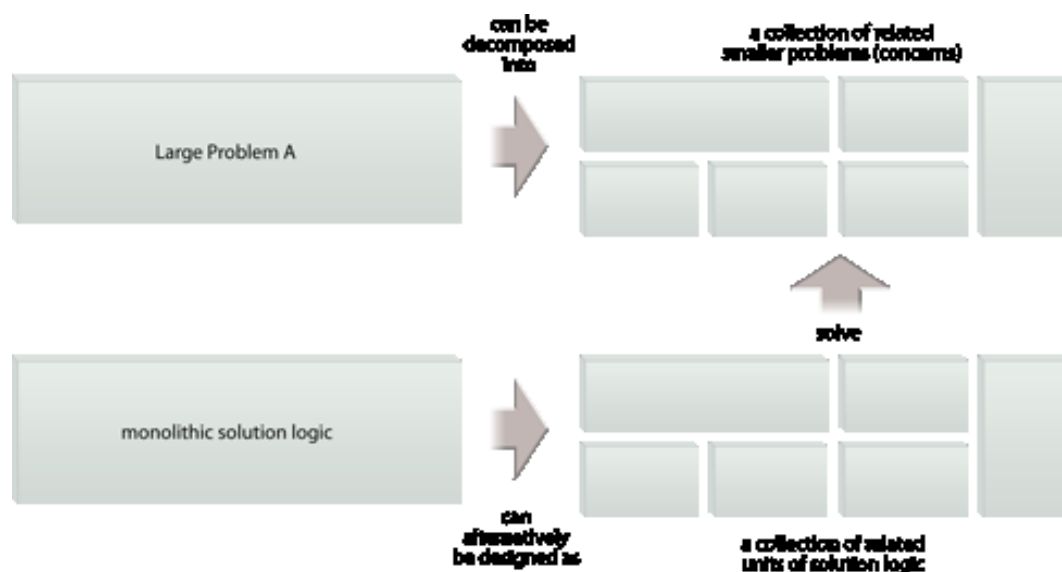 can be
decomposed
into
a collection of related
smaller problems (concerns)
Large Problem A
solve
monolithic solution logic
can
alternatively
be designed as
a collection of related
units of solution logic